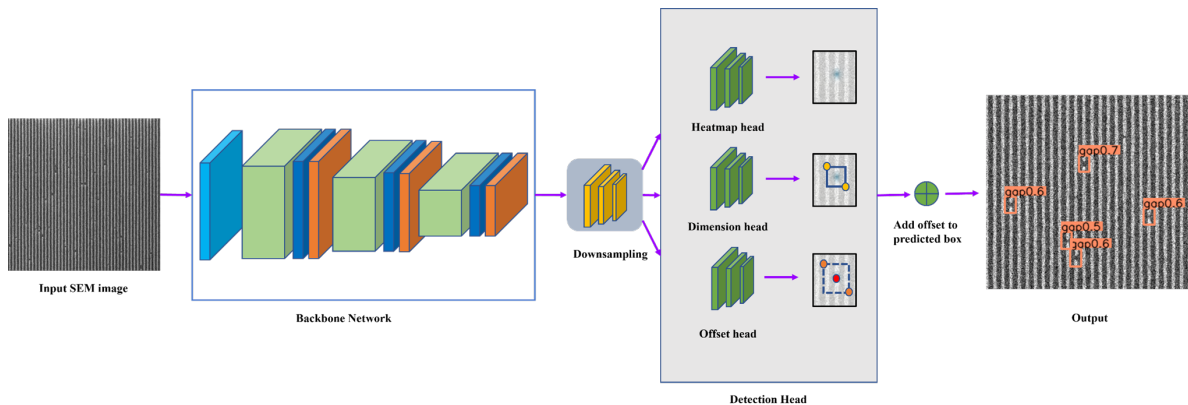 Input SEM image
Backbone Network
Downsampling
Heatmap head
Dimension head
Offset head
Detection Head
Add offset to
predicted box
gap0.7
gap0.6
gap0.6
gap0.5
gap0.6
Output